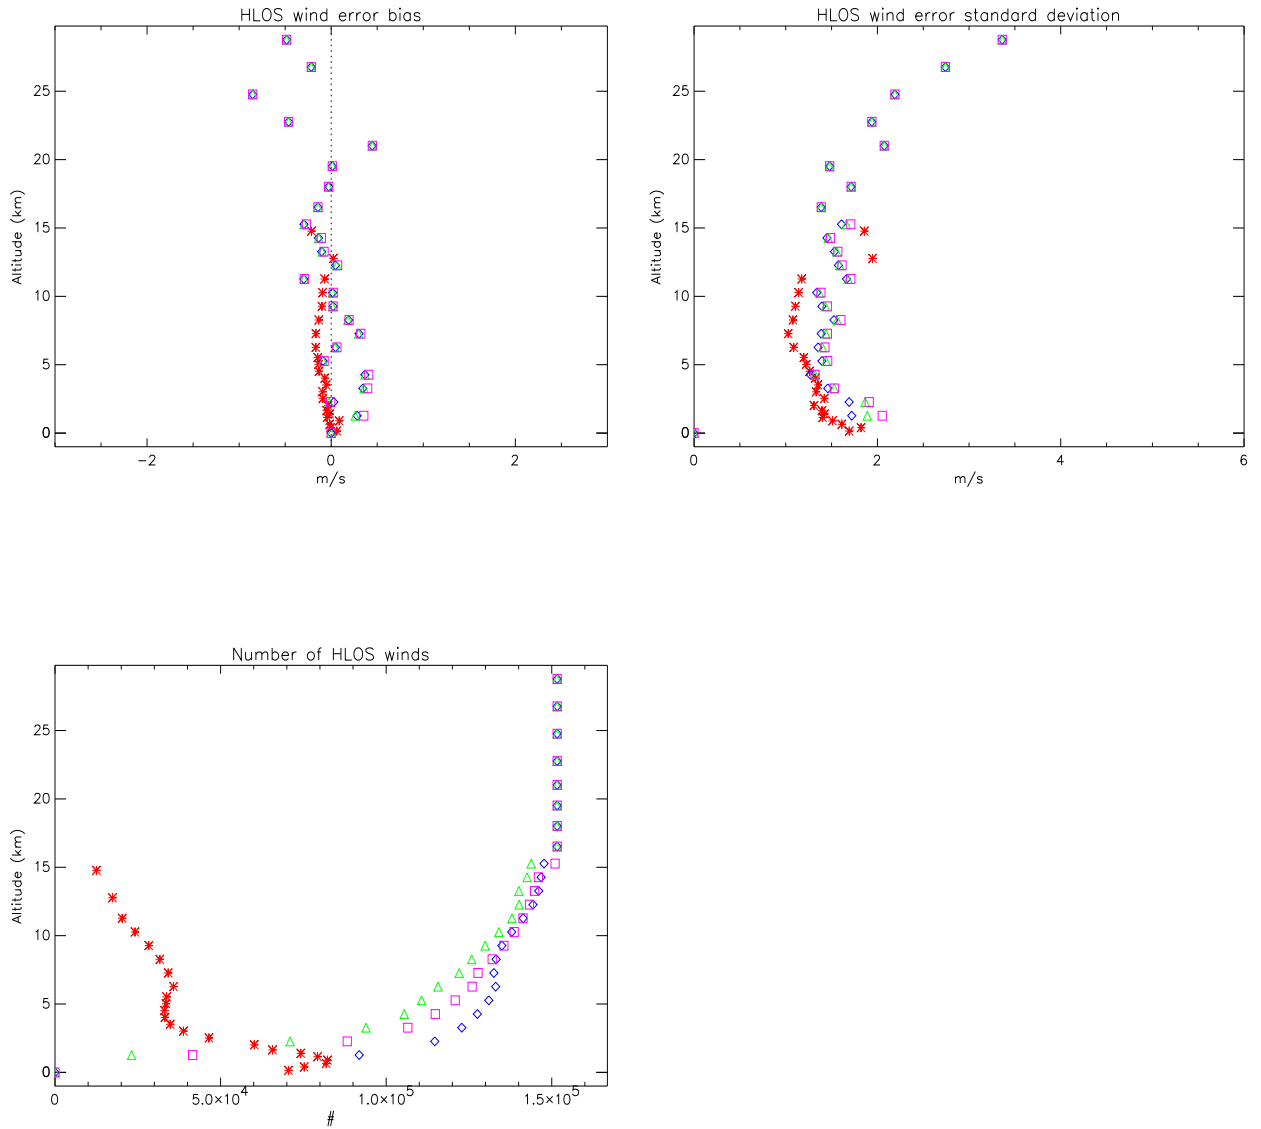 HLOS wind error bias
25
20
15
10
5
0
Altitude (km)
−2 0 2
m/s
HLOS wind error standard deviation
25
20
15
10
5
0
Altitude (km)
0 2 4 6
m/s
Number of HLOS winds
25
20
15
10
5
0
Altitude (km)
0 5.0×10⁴ 1.0×10⁵ 1.5×10⁵
#